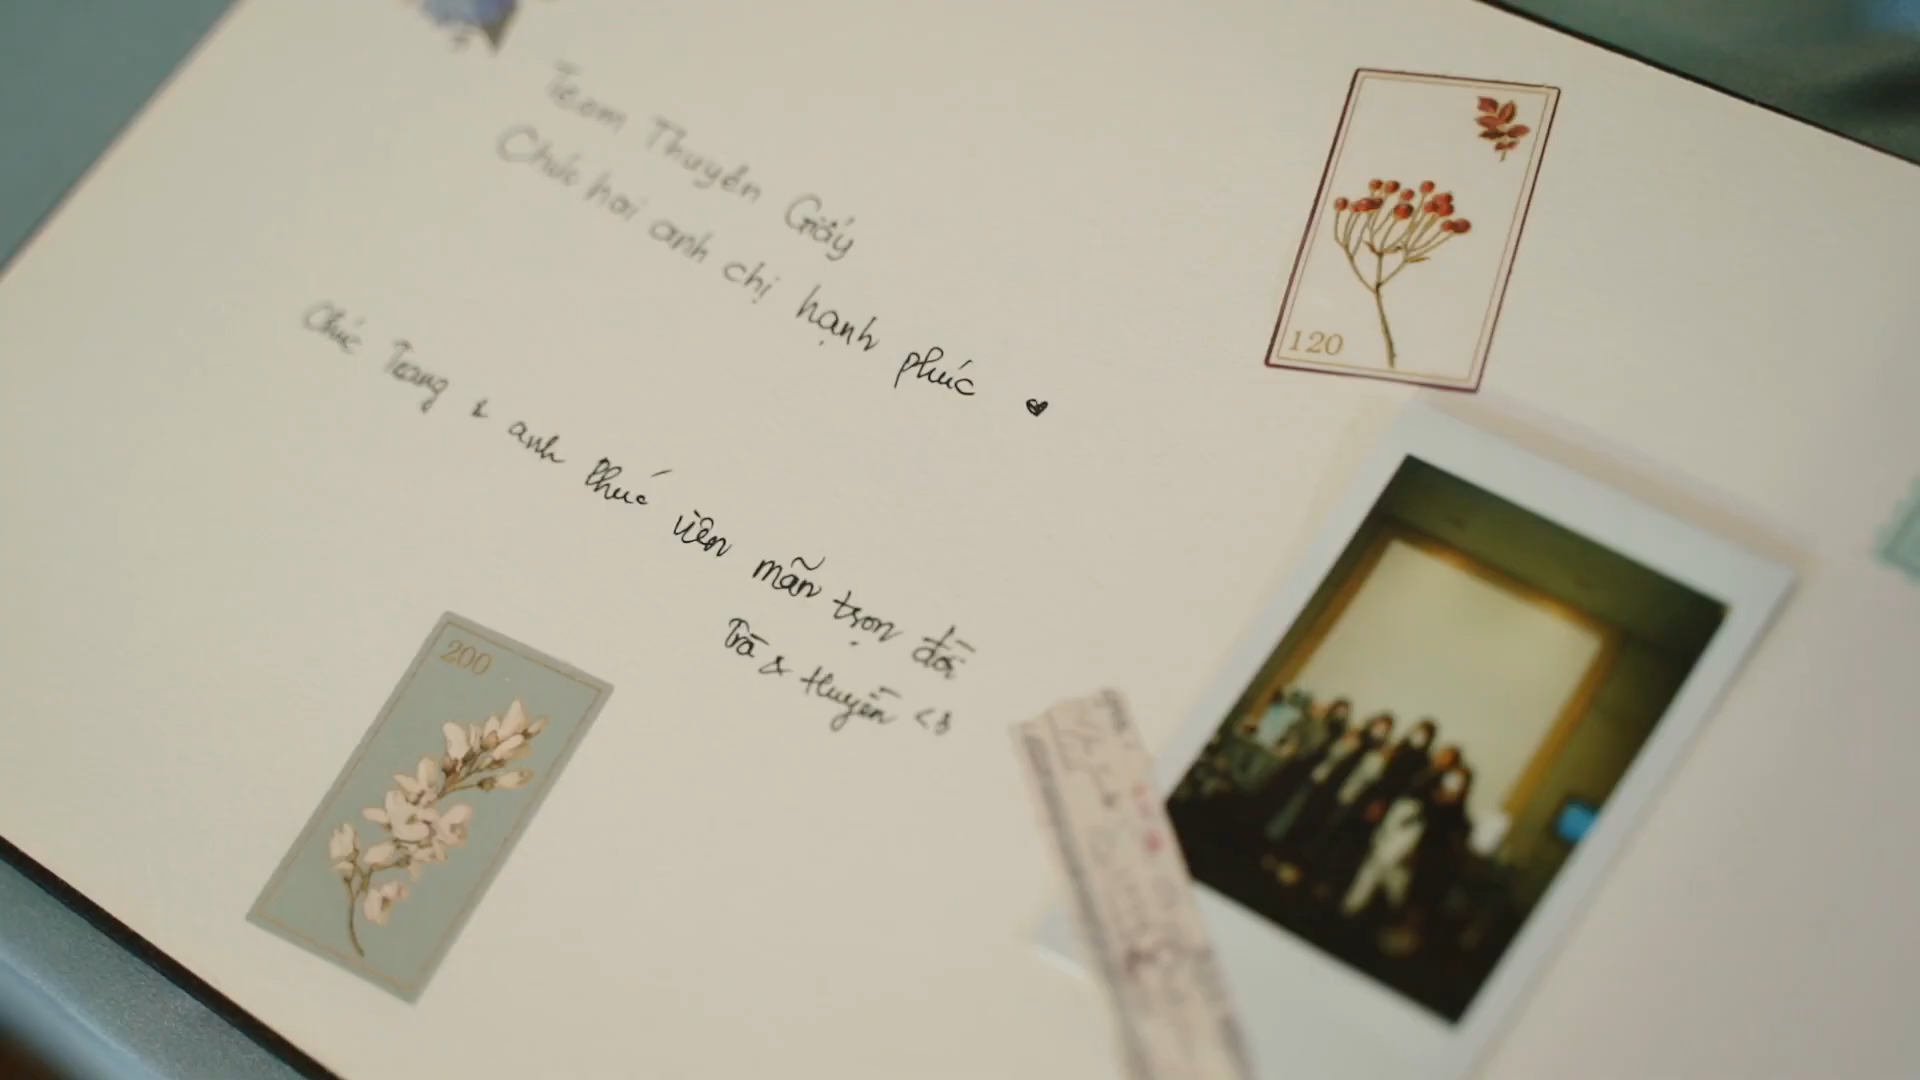 Team Thuyền Giấy
Chúc hai anh chị hạnh phúc ♥
120
Chúc Trang & anh Phúc viên mãn trọn đời
Trà & Huyền <3
200